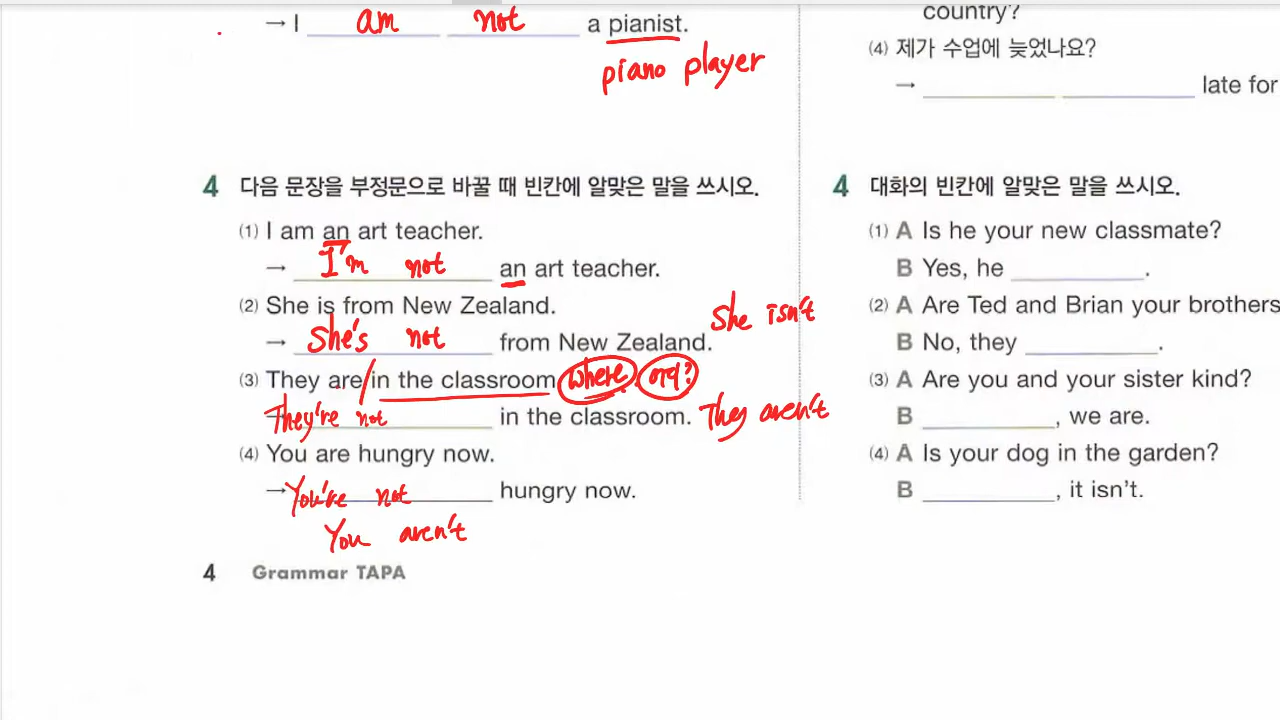 → I am not a pianist.
piano player
4 다음 문장을 부정문으로 바꿀 때 빈칸에 알맞은 말을 쓰시오.
(1) I am an art teacher.
→ I'm not an art teacher.
(2) She is from New Zealand.
→ She's not from New Zealand. She isn't
(3) They are / in the classroom where. 어디?
They're not in the classroom. They aren't
(4) You are hungry now.
→ You're not hungry now.
You aren't
4 Grammar TAPA
country?
(4) 제가 수업에 늦었나요?
→ late for
4 대화의 빈칸에 알맞은 말을 쓰시오.
(1) A Is he your new classmate?
B Yes, he .
(2) A Are Ted and Brian your brothers
B No, they .
(3) A Are you and your sister kind?
B , we are.
(4) A Is your dog in the garden?
B , it isn't.